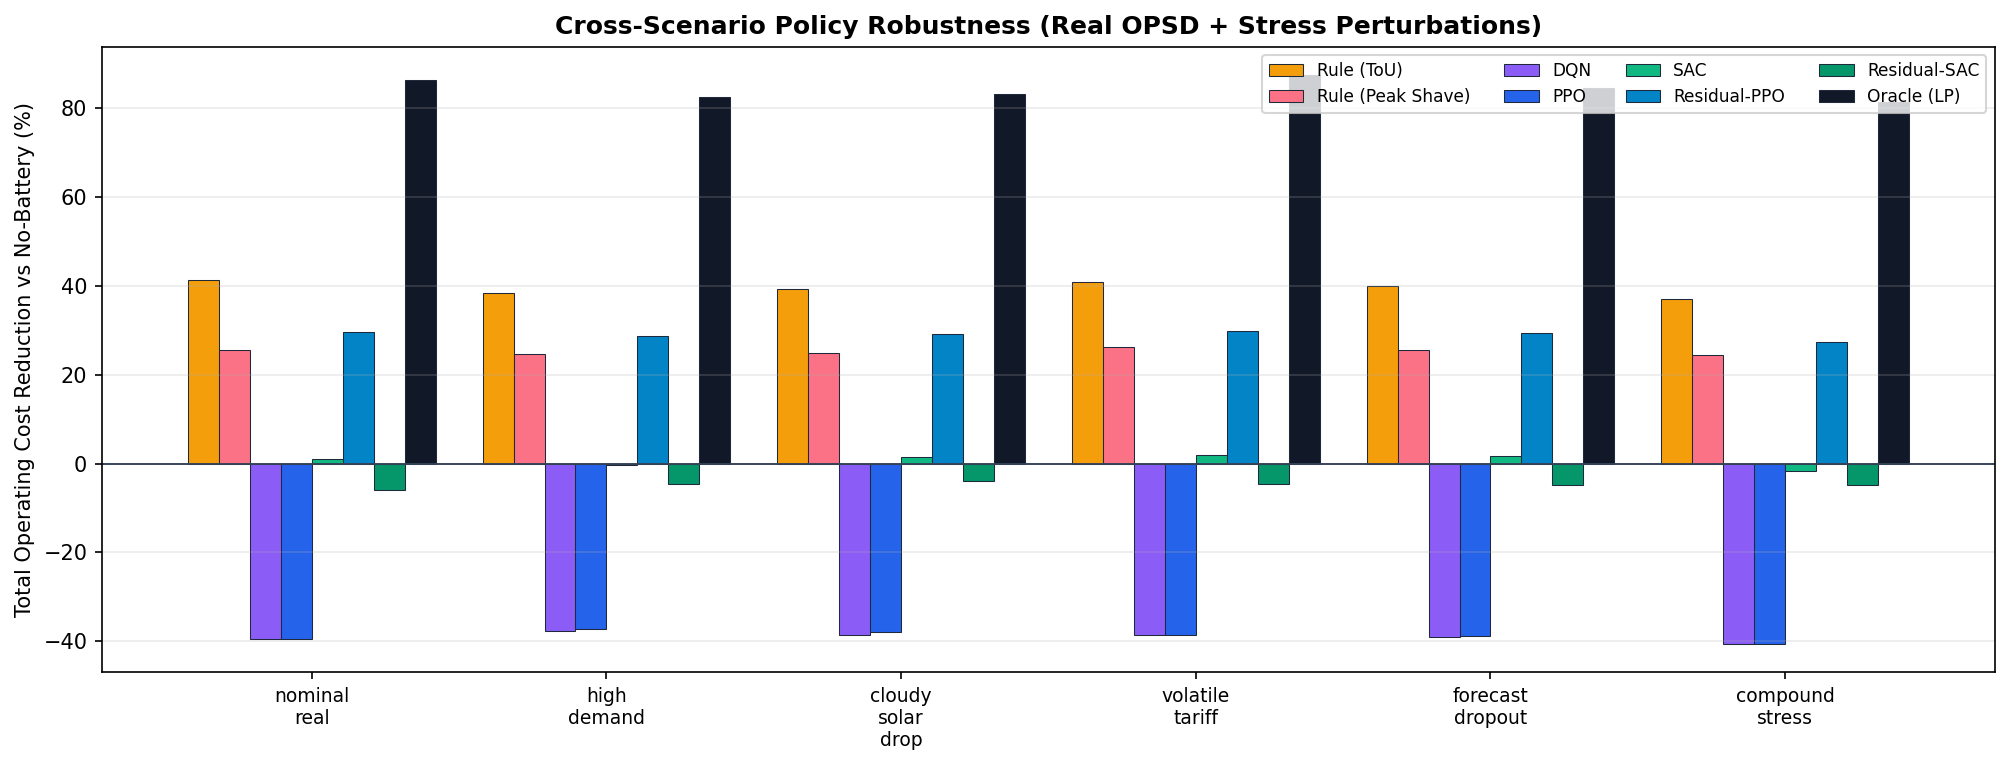 Cross-Scenario Policy Robustness (Real OPSD + Stress Perturbations)
Total Operating Cost Reduction vs No-Battery (%)
80
60
40
20
0
−20
−40
Rule (ToU)
Rule (Peak Shave)
DQN
PPO
SAC
Residual-PPO
Residual-SAC
Oracle (LP)
nominal
real
high
demand
cloudy
solar
drop
volatile
tariff
forecast
dropout
compound
stress